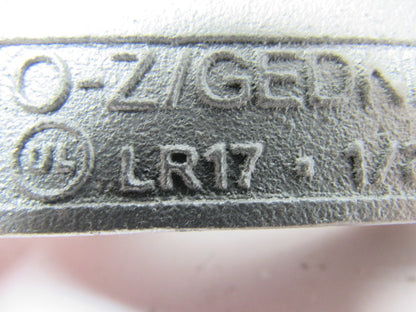 O-Z/GEDN
UL LR17 · 1/